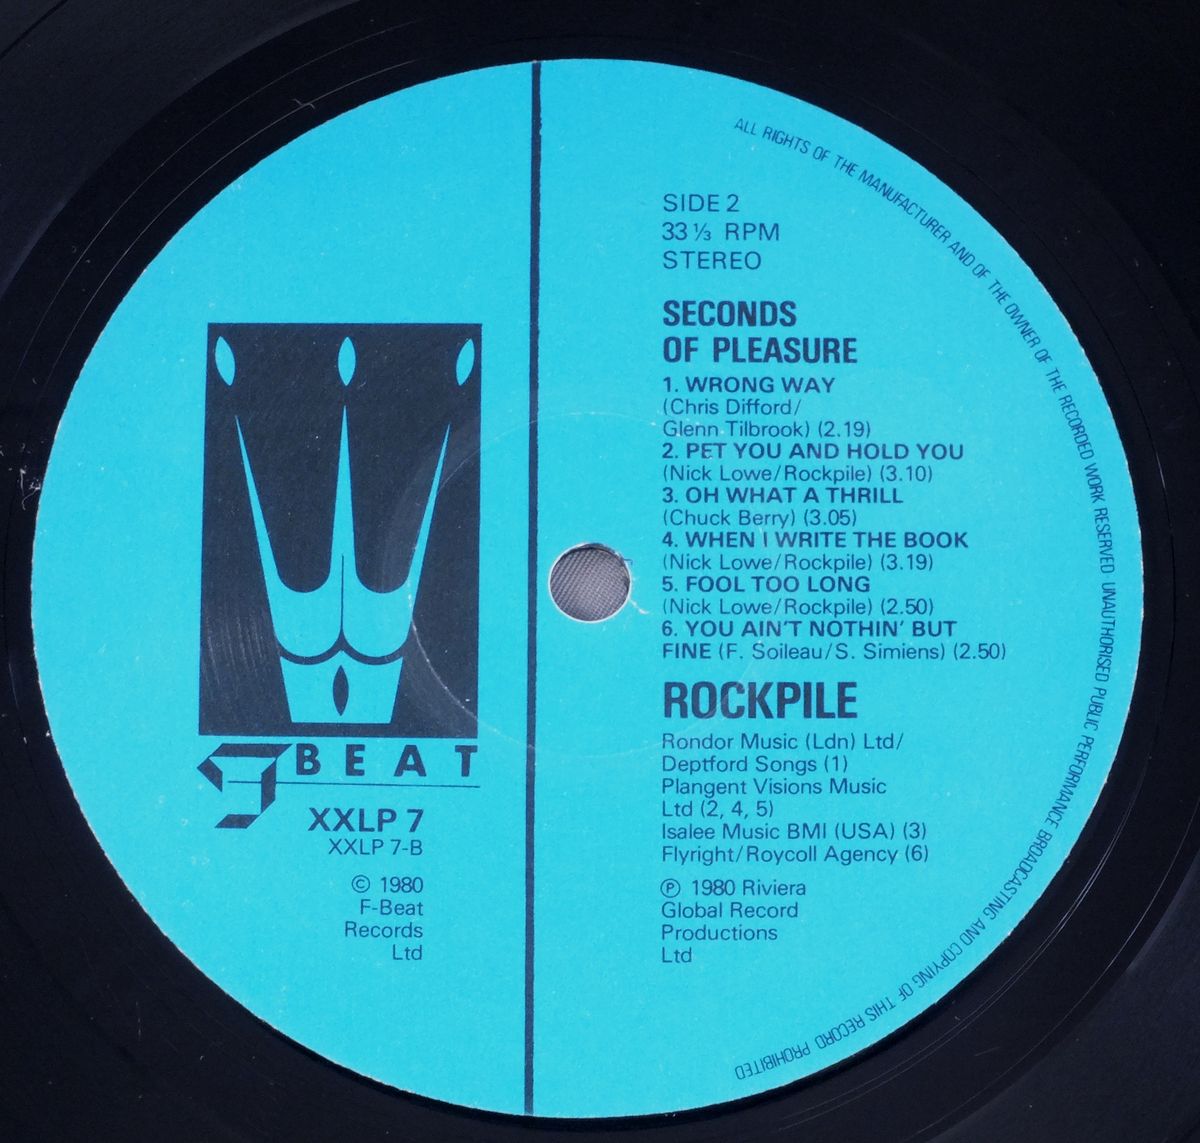 ALL RIGHTS OF THE MANUFACTURER AND OF THE OWNER OF THE RECORDED WORK RESERVED UNAUTHORISED PUBLIC PERFORMANCE BROADCASTING AND COPYING OF THIS RECORD PROHIBITED
SIDE 2
33 ⅓ RPM
STEREO
SECONDS
OF PLEASURE
1. WRONG WAY
(Chris Difford/
Glenn Tilbrook) (2.19)
2. PET YOU AND HOLD YOU
(Nick Lowe/Rockpile) (3.10)
3. OH WHAT A THRILL
(Chuck Berry) (3.05)
4. WHEN I WRITE THE BOOK
(Nick Lowe/Rockpile) (3.19)
5. FOOL TOO LONG
(Nick Lowe/Rockpile) (2.50)
6. YOU AIN'T NOTHIN' BUT
FINE (F. Soileau/S. Simiens) (2.50)
ROCKPILE
Rondor Music (Ldn) Ltd/
Deptford Songs (1)
Plangent Visions Music
Ltd (2, 4, 5)
Isalee Music BMI (USA) (3)
Flyright/Roycoll Agency (6)
℗ 1980 Riviera
Global Record
Productions
Ltd
F BEAT
XXLP 7
XXLP 7-B
© 1980
F-Beat
Records
Ltd